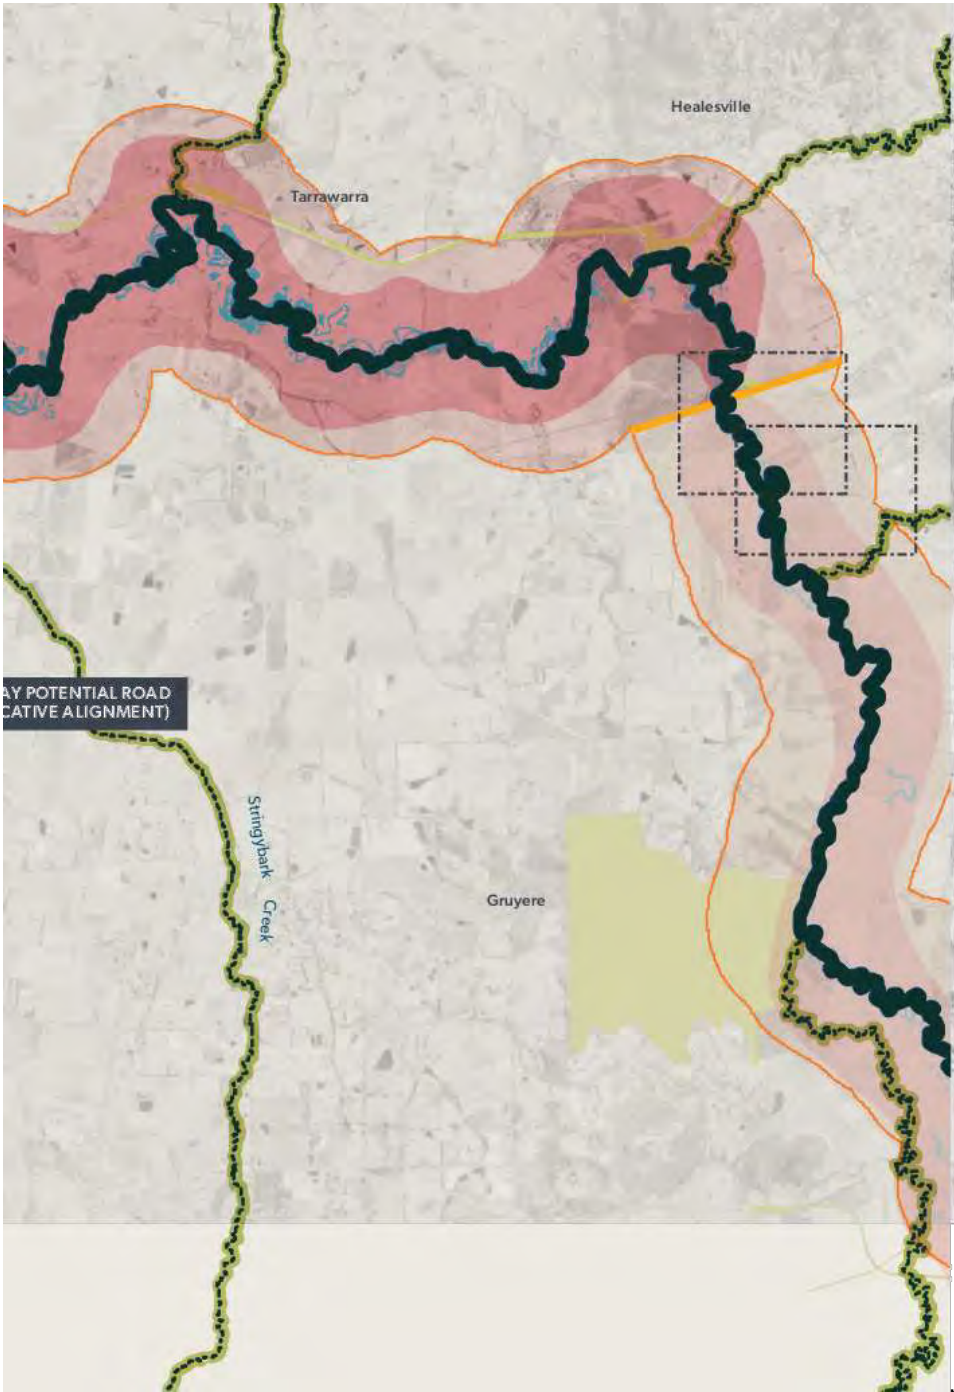 Healesville
Tarrawarra
AY POTENTIAL ROAD
CATIVE ALIGNMENT)
Stringybark Creek
Gruyere